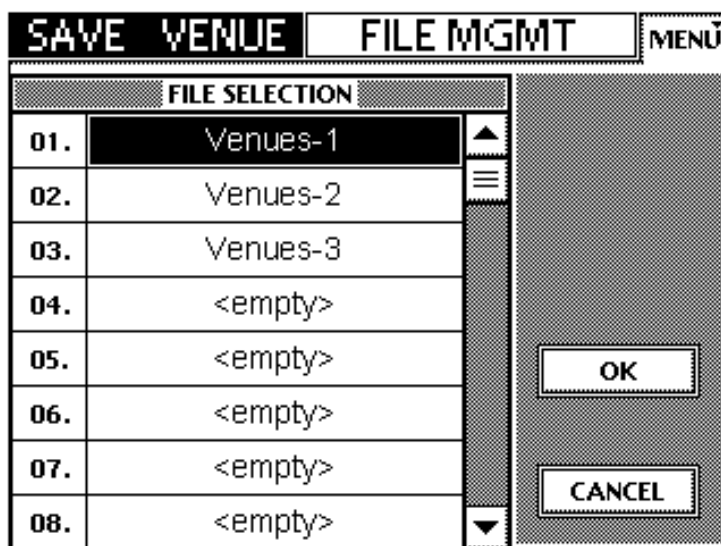 SAVE VENUE FILE MGMT MENU
FILE SELECTION
01. Venues-1
02. Venues-2
03. Venues-3
04. <empty>
05. <empty>
OK
06. <empty>
07. <empty>
CANCEL
08. <empty>